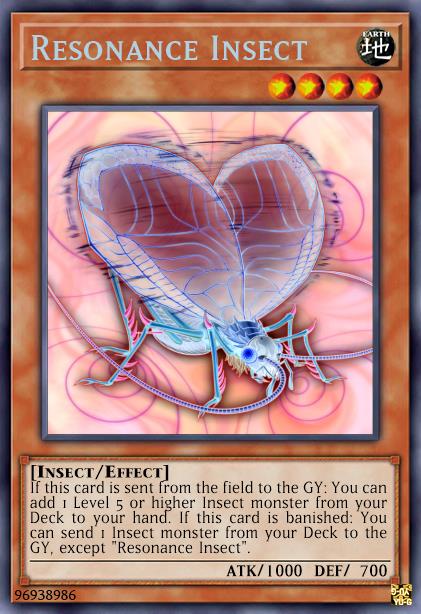 Resonance Insect
EARTH
地
[Insect/Effect]
If this card is sent from the field to the GY: You can
add 1 Level 5 or higher Insect monster from your
Deck to your hand. If this card is banished: You
can send 1 Insect monster from your Deck to the
GY, except "Resonance Insect".
ATK/1000 DEF/ 700
96938986